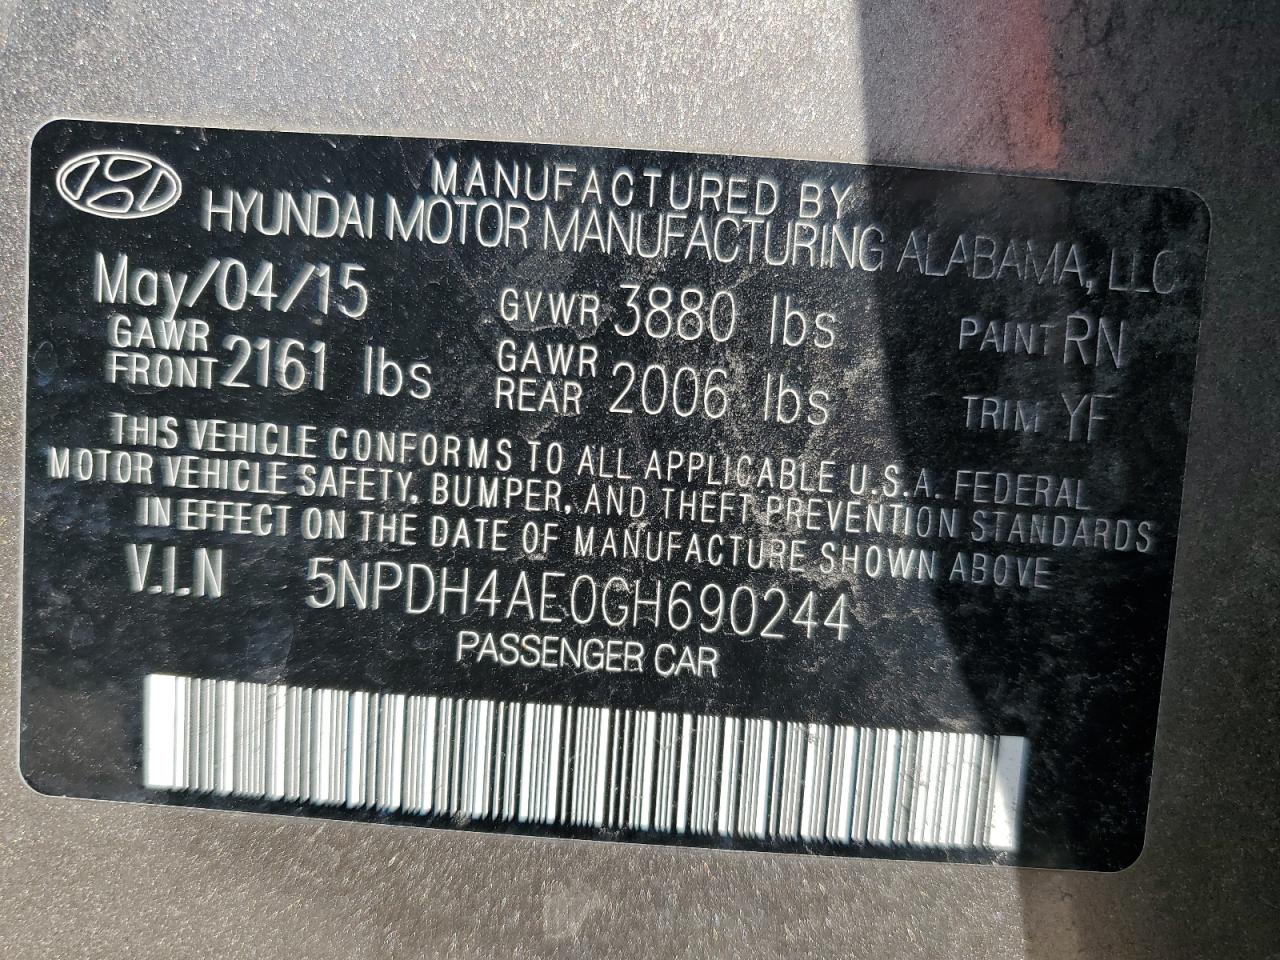 MANUFACTURED BY
HYUNDAI MOTOR MANUFACTURING ALABAMA, LLC
May/04/15 GVWR 3880 lbs PAINT RN
GAWR FRONT 2161 lbs GAWR REAR 2006 lbs TRIM YF
THIS VEHICLE CONFORMS TO ALL APPLICABLE U.S.A. FEDERAL
MOTOR VEHICLE SAFETY, BUMPER, AND THEFT PREVENTION STANDARDS
IN EFFECT ON THE DATE OF MANUFACTURE SHOWN ABOVE
V.I.N 5NPDH4AE0GH690244
PASSENGER CAR